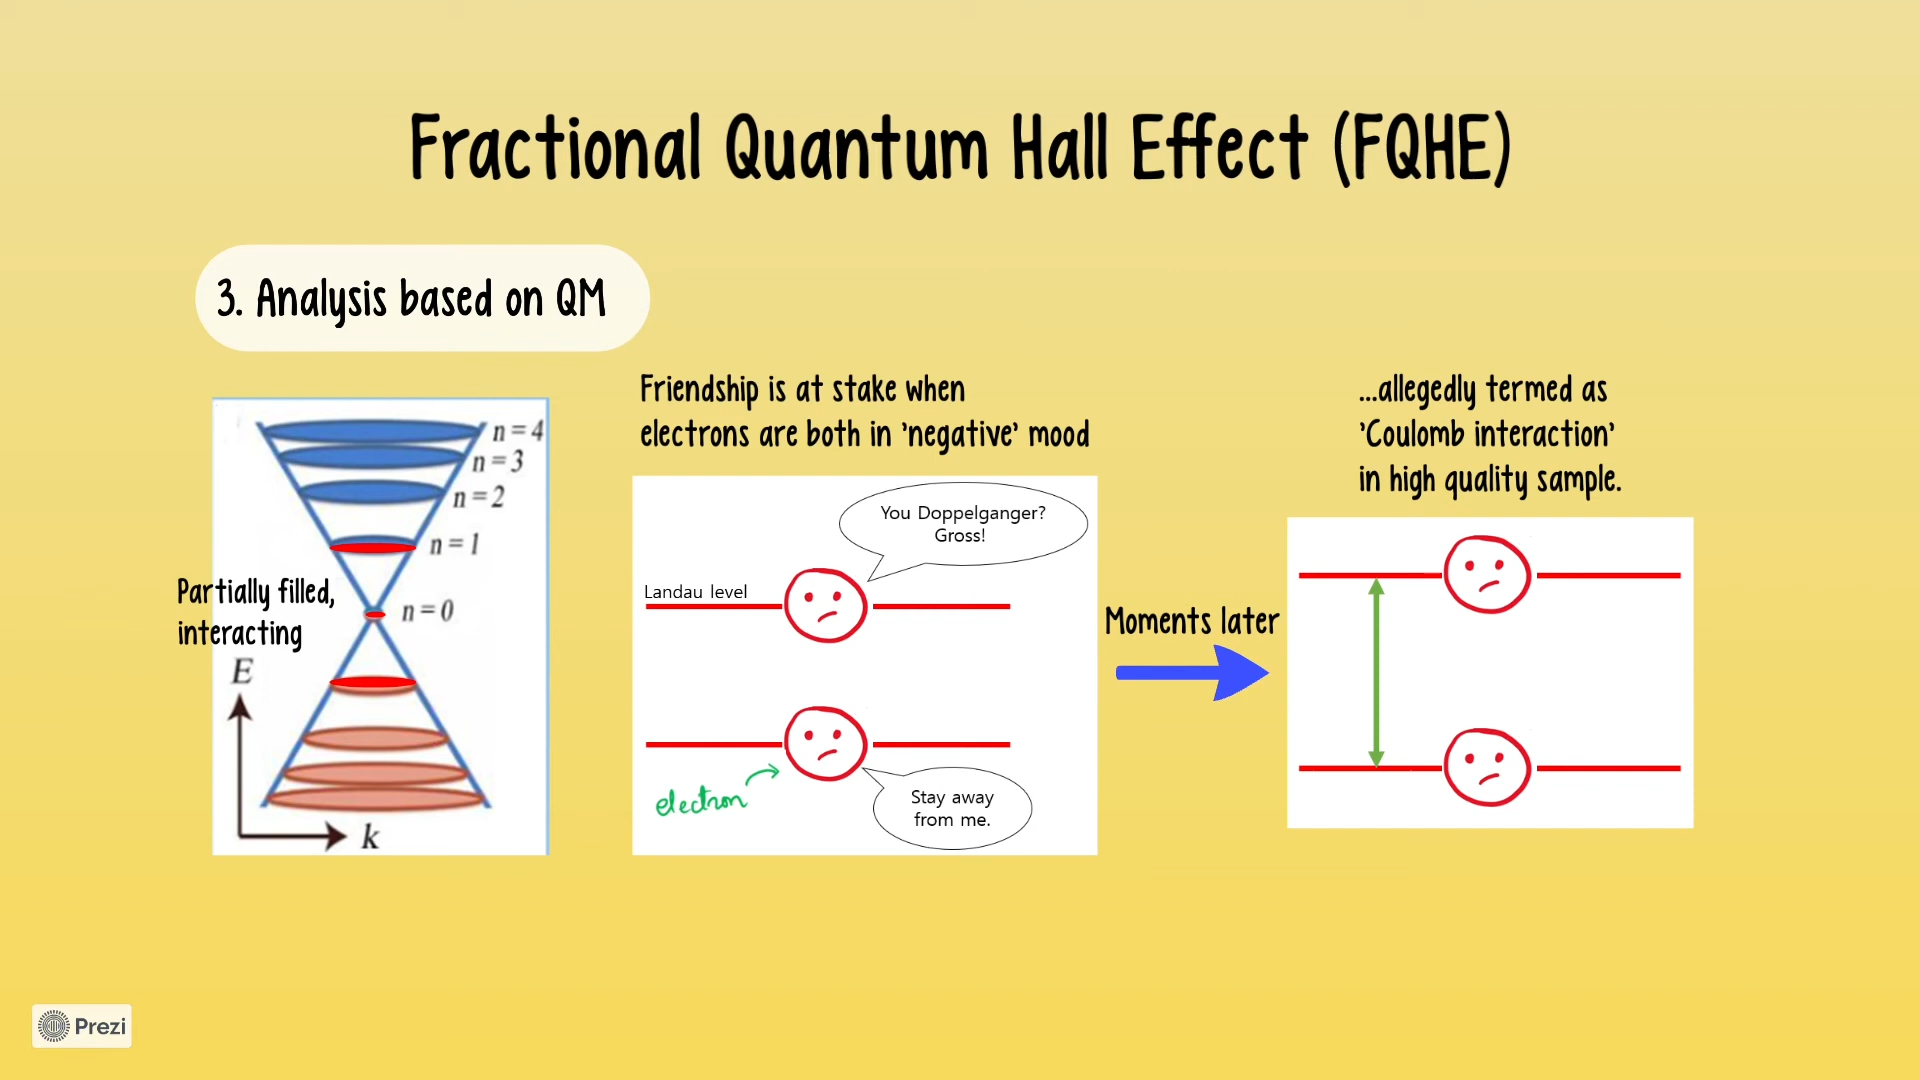 Fractional Quantum Hall Effect (FQHE)
3. Analysis based on QM
n = 4
n = 3
n = 2
n = 1
n = 0
Partially filled,
interacting
E
k
Friendship is at stake when
electrons are both in 'negative' mood
You Doppelganger?
Gross!
Landau level
electron
Stay away
from me.
Moments later
...allegedly termed as
'Coulomb interaction'
in high quality sample.
Prezi